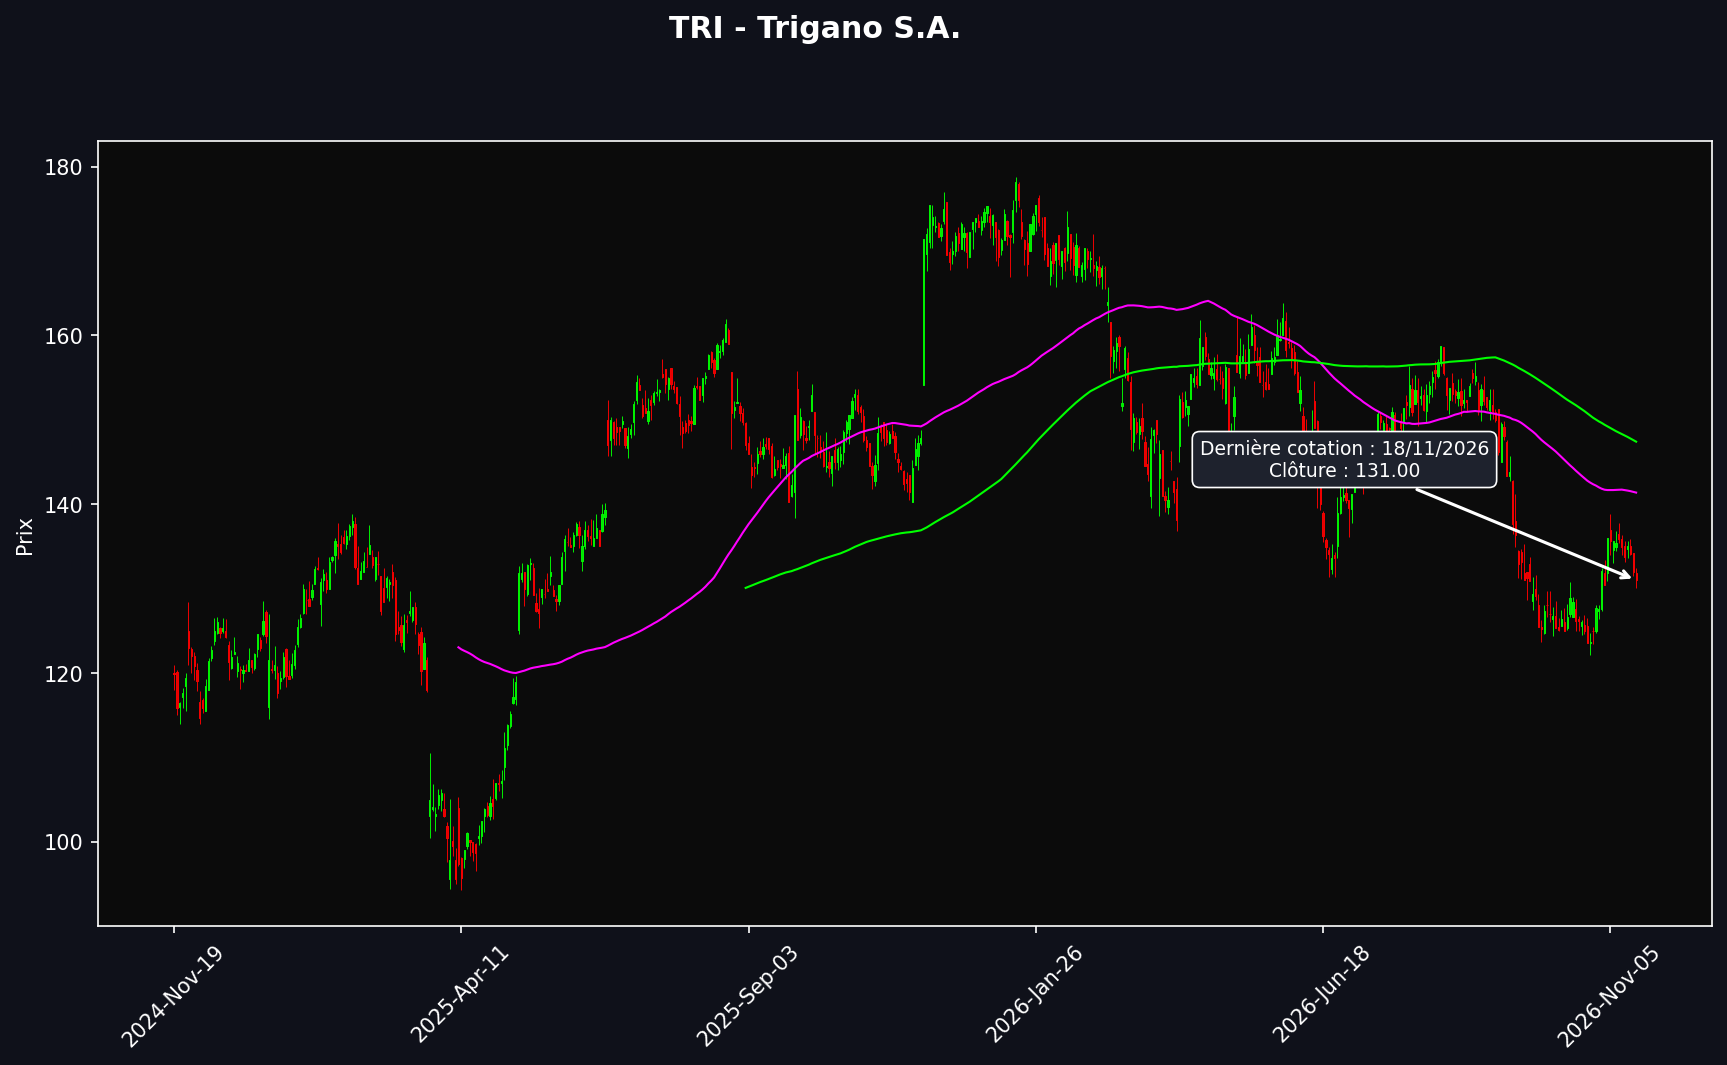 TRI - Trigano S.A.
Prix
180
160
140
120
100
Dernière cotation : 18/11/2026
Clôture : 131.00
2024-Nov-19
2025-Apr-11
2025-Sep-03
2026-Jan-26
2026-Jun-18
2026-Nov-05